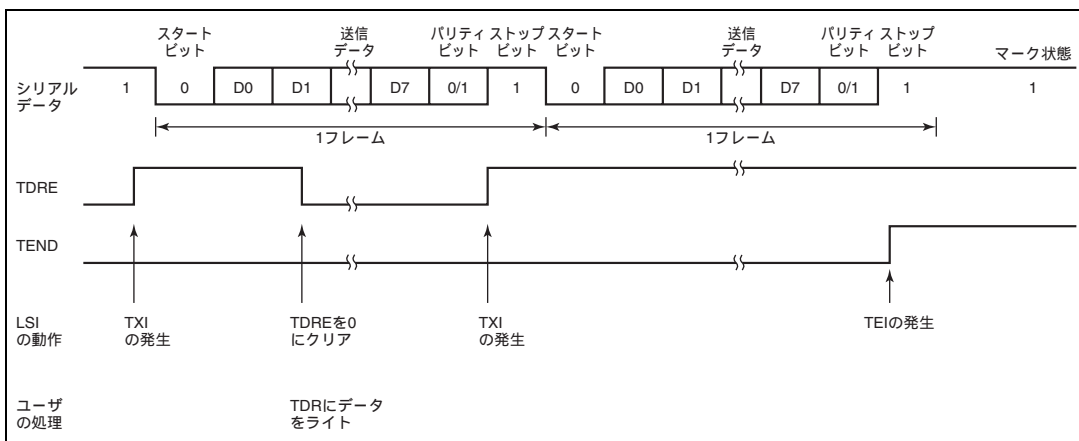 スタート
ビット
送信
データ
パリティ
ビット
ストップ
ビット
スタート
ビット
送信
データ
パリティ
ビット
ストップ
ビット
マーク状態
シリアル
データ
1 0 D0 D1 D7 0/1 1 0 D0 D1 D7 0/1 1 1
1フレーム 1フレーム
TDRE
TEND
LSI
の動作
TXI
の発生
TDREを0
にクリア
TXI
の発生
TEIの発生
ユーザ
の処理
TDRにデータ
をライト